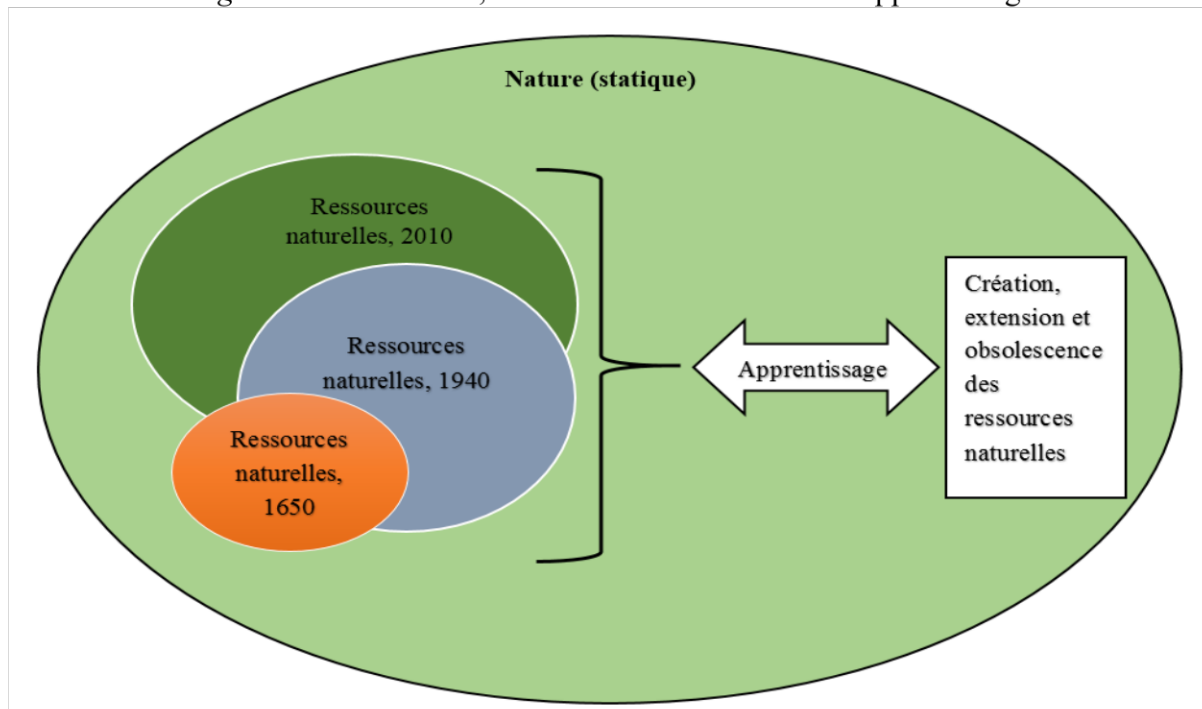 Nature (statique)
Ressources
naturelles, 2010
Ressources
naturelles, 1940
Ressources
naturelles,
1650
Apprentissage
Création,
extension et
obsolescence
des
ressources
naturelles